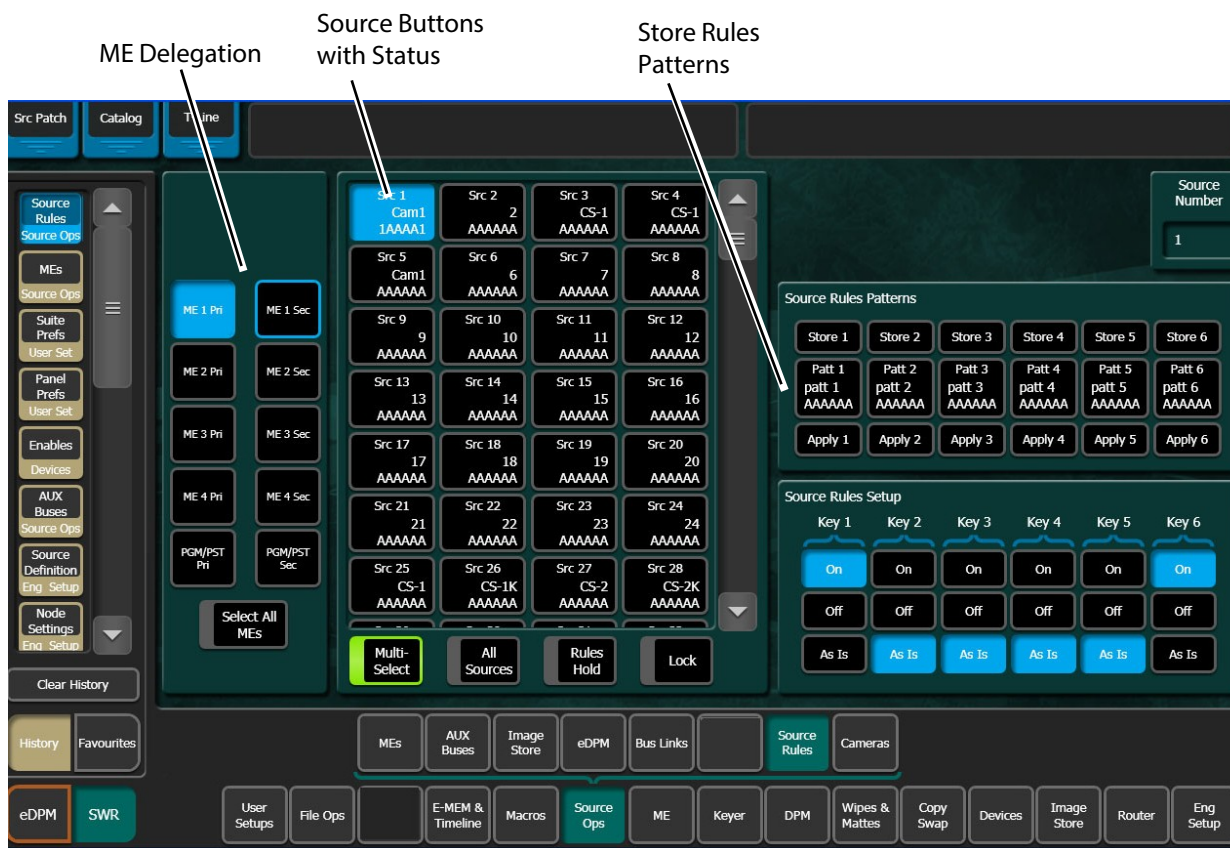 ME Delegation
Source Buttons
with Status
Store Rules
Patterns
Src Patch
Catalog
Source
Rules
Source Ops
MEs
Source Ops
Suite
Prefs
User Set
Panel
Prefs
User Set
Enables
Devices
AUX
Buses
Source Ops
Source
Definition
Eng Setup
Node
Settings
Eng Setup
Clear History
History
Favourites
eDPM
SWR
ME 1 Pri
ME 1 Sec
ME 2 Pri
ME 2 Sec
ME 3 Pri
ME 3 Sec
ME 4 Pri
ME 4 Sec
PGM/PST
Pri
PGM/PST
Sec
Select All
MEs
Src 1
Cam1
1AAAA1
Src 2
2
AAAAAA
Src 3
CS-1
AAAAAA
Src 4
CS-1
AAAAAA
Src 5
Cam1
AAAAAA
Src 6
6
AAAAAA
Src 7
7
AAAAAA
Src 8
8
AAAAAA
Src 9
9
AAAAAA
Src 10
10
AAAAAA
Src 11
11
AAAAAA
Src 12
12
AAAAAA
Src 13
13
AAAAAA
Src 14
14
AAAAAA
Src 15
15
AAAAAA
Src 16
16
AAAAAA
Src 17
17
AAAAAA
Src 18
18
AAAAAA
Src 19
19
AAAAAA
Src 20
20
AAAAAA
Src 21
21
AAAAAA
Src 22
22
AAAAAA
Src 23
23
AAAAAA
Src 24
24
AAAAAA
Src 25
CS-1
AAAAAA
Src 26
CS-1K
AAAAAA
Src 27
CS-2
AAAAAA
Src 28
CS-2K
AAAAAA
Multi-
Select
All
Sources
Rules
Hold
Lock
Source
Number
1
Source Rules Patterns
Store 1
Store 2
Store 3
Store 4
Store 5
Store 6
Patt 1
patt 1
AAAAAA
Patt 2
patt 2
AAAAAA
Patt 3
patt 3
AAAAAA
Patt 4
patt 4
AAAAAA
Patt 5
patt 5
AAAAAA
Patt 6
patt 6
AAAAAA
Apply 1
Apply 2
Apply 3
Apply 4
Apply 5
Apply 6
Source Rules Setup
Key 1
Key 2
Key 3
Key 4
Key 5
Key 6
On
On
On
On
On
On
Off
Off
Off
Off
Off
Off
As Is
As Is
As Is
As Is
As Is
As Is
MEs
AUX
Buses
Image
Store
eDPM
Bus Links
Source
Rules
Cameras
User
Setups
File Ops
E-MEM &
Timeline
Macros
Source
Ops
ME
Keyer
DPM
Wipes &
Mattes
Copy
Swap
Devices
Image
Store
Router
Eng
Setup